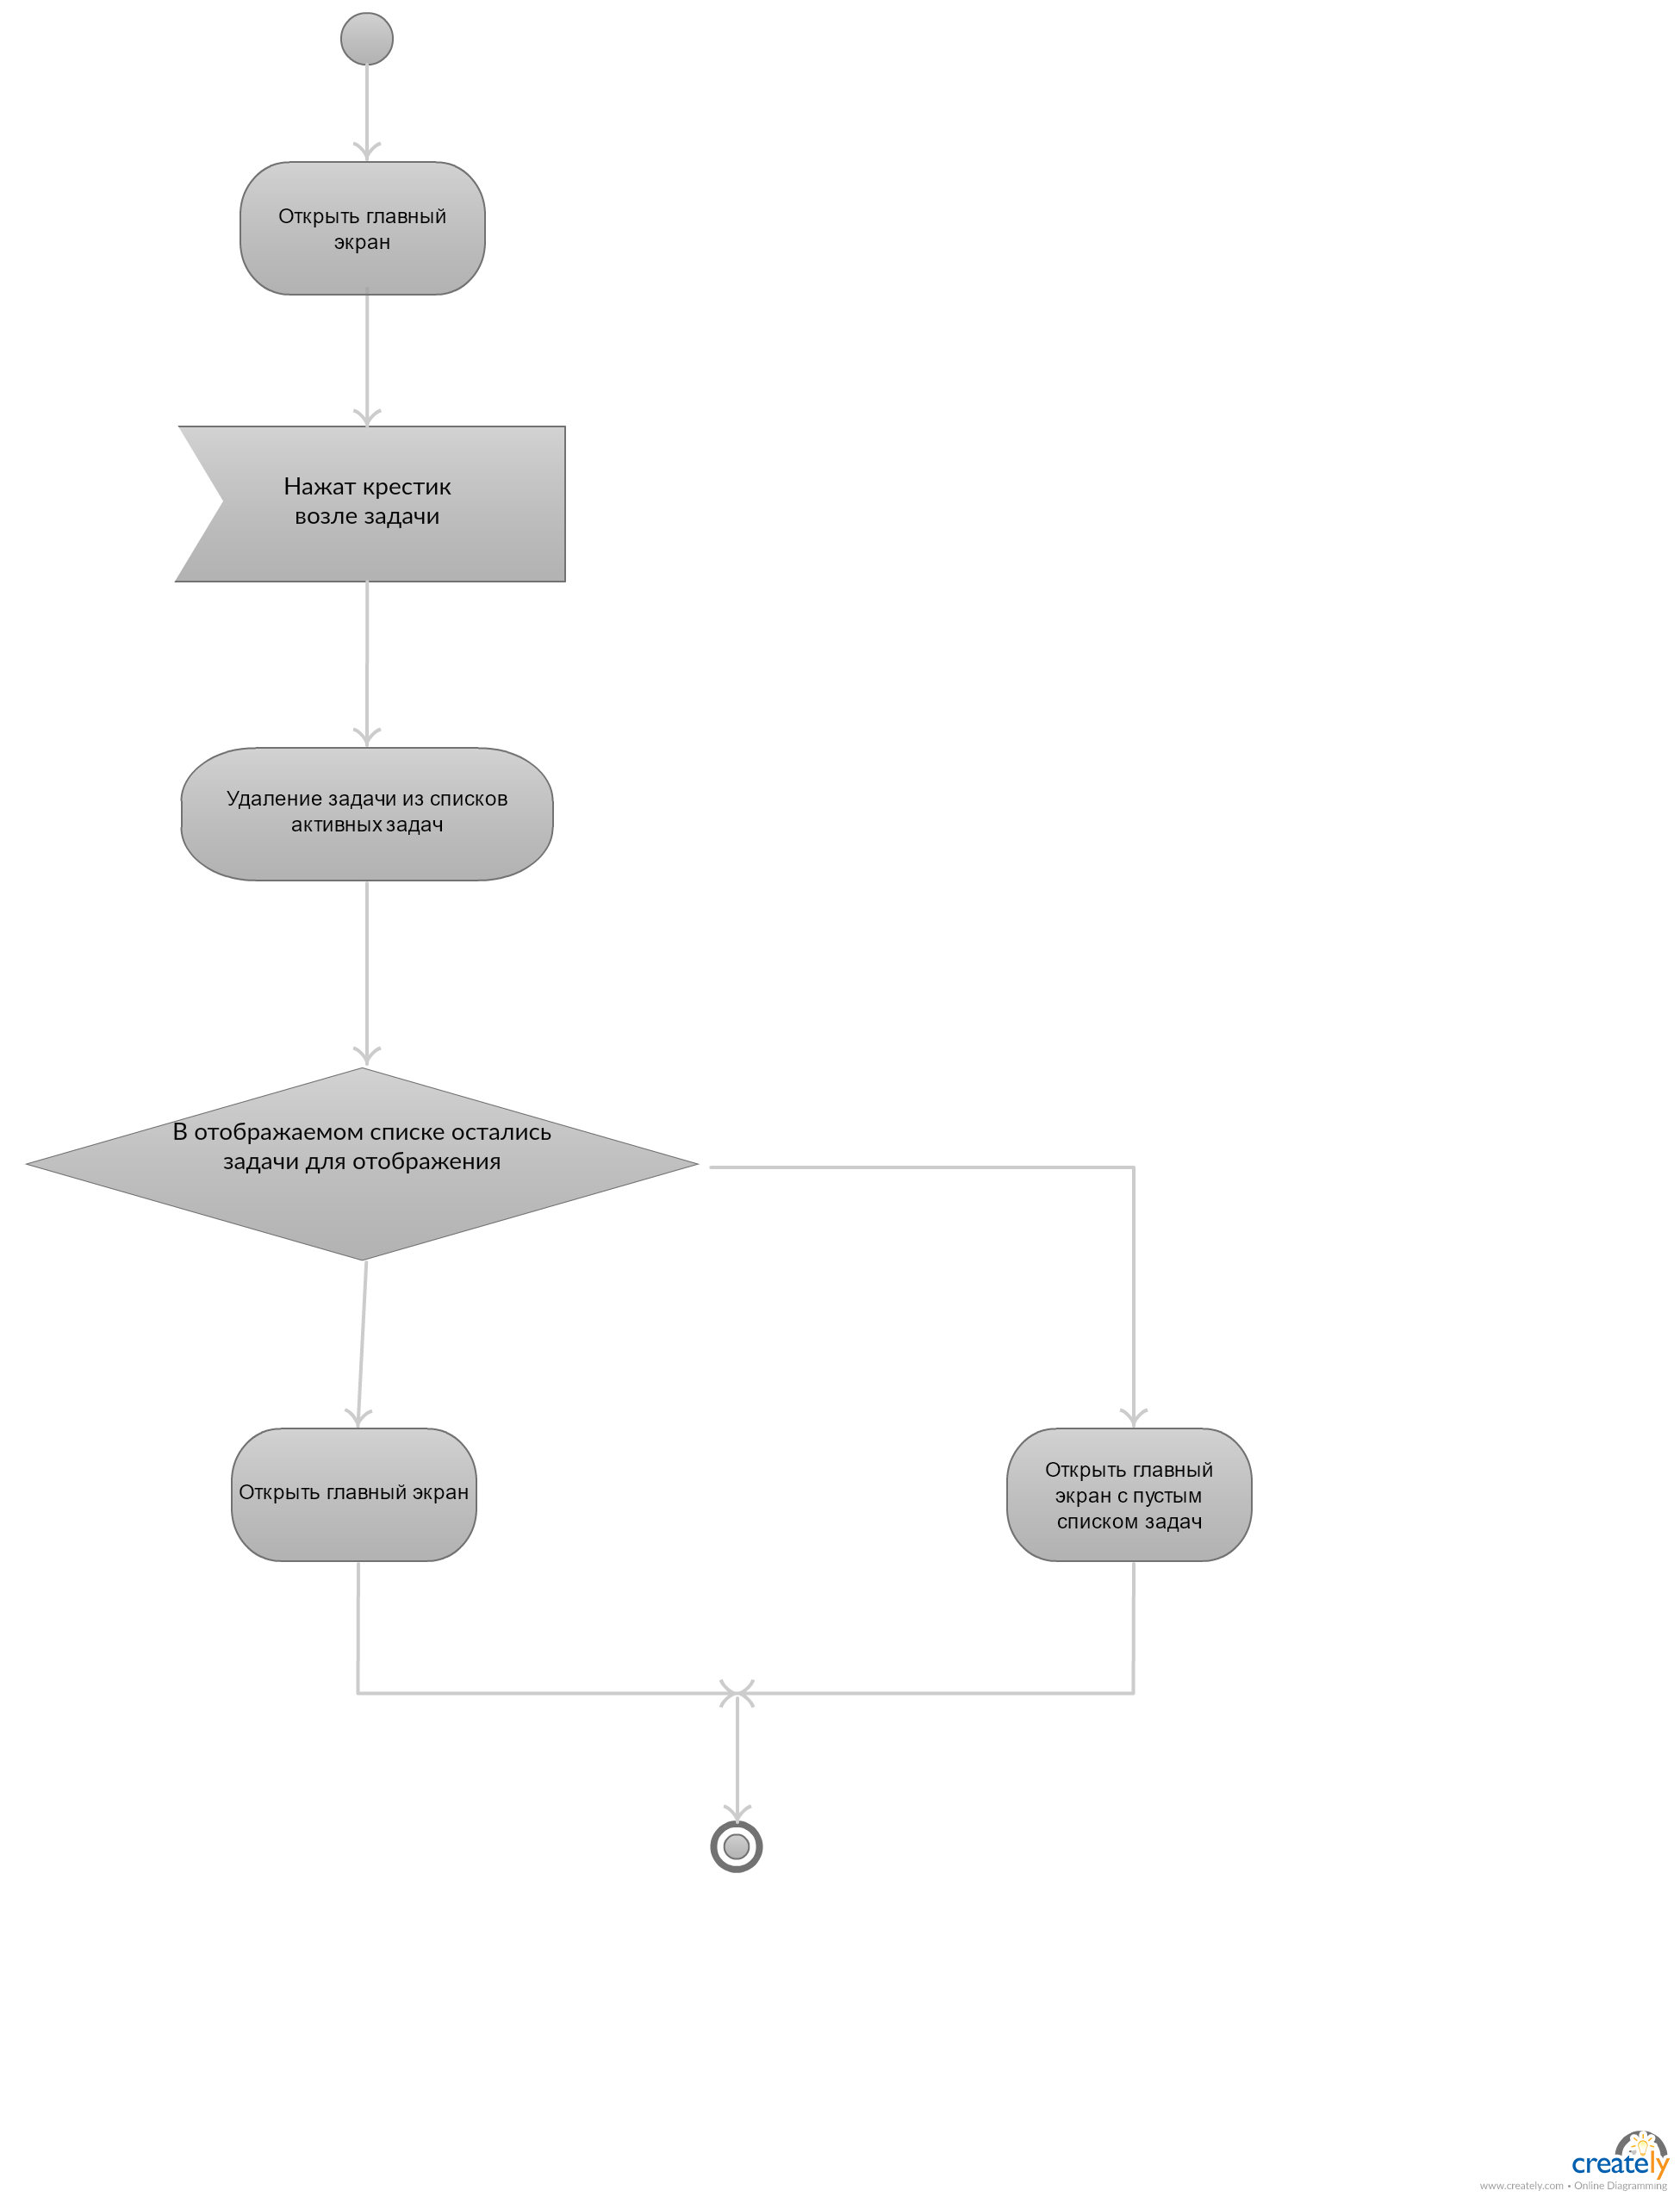 Открыть главный
экран
Нажат крестик
возле задачи
Удаление задачи из списков
активных задач
В отображаемом списке остались
задачи для отображения
Открыть главный экран
Открыть главный
экран с пустым
списком задач
creately
www.creately.com • Online Diagramming